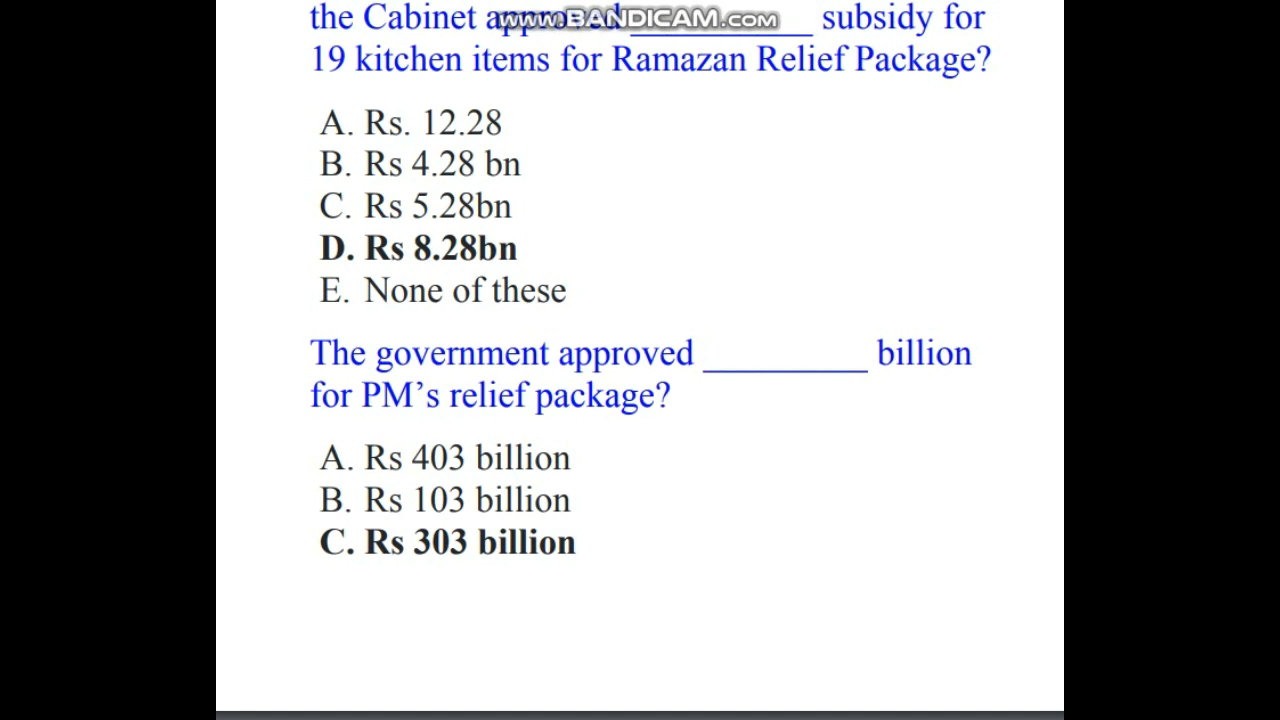 the Cabinet approved __________ subsidy for
www.BANDICAM.com
19 kitchen items for Ramazan Relief Package?
A. Rs. 12.28
B. Rs 4.28 bn
C. Rs 5.28bn
D. Rs 8.28bn
E. None of these
The government approved _________ billion
for PM’s relief package?
A. Rs 403 billion
B. Rs 103 billion
C. Rs 303 billion